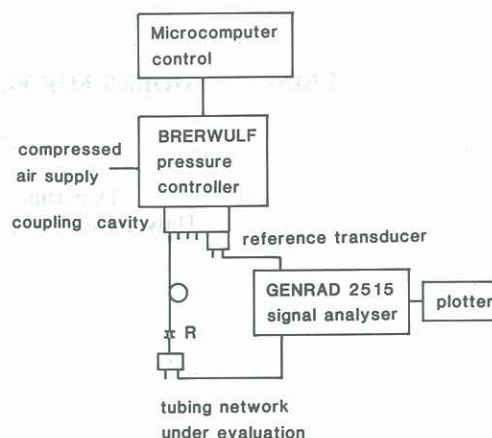 Microcomputer
control
BRERWULF
pressure
controller
compressed
air supply
coupling cavity
reference transducer
GENRAD 2515
signal analyser
plotter
R
tubing network
under evaluation